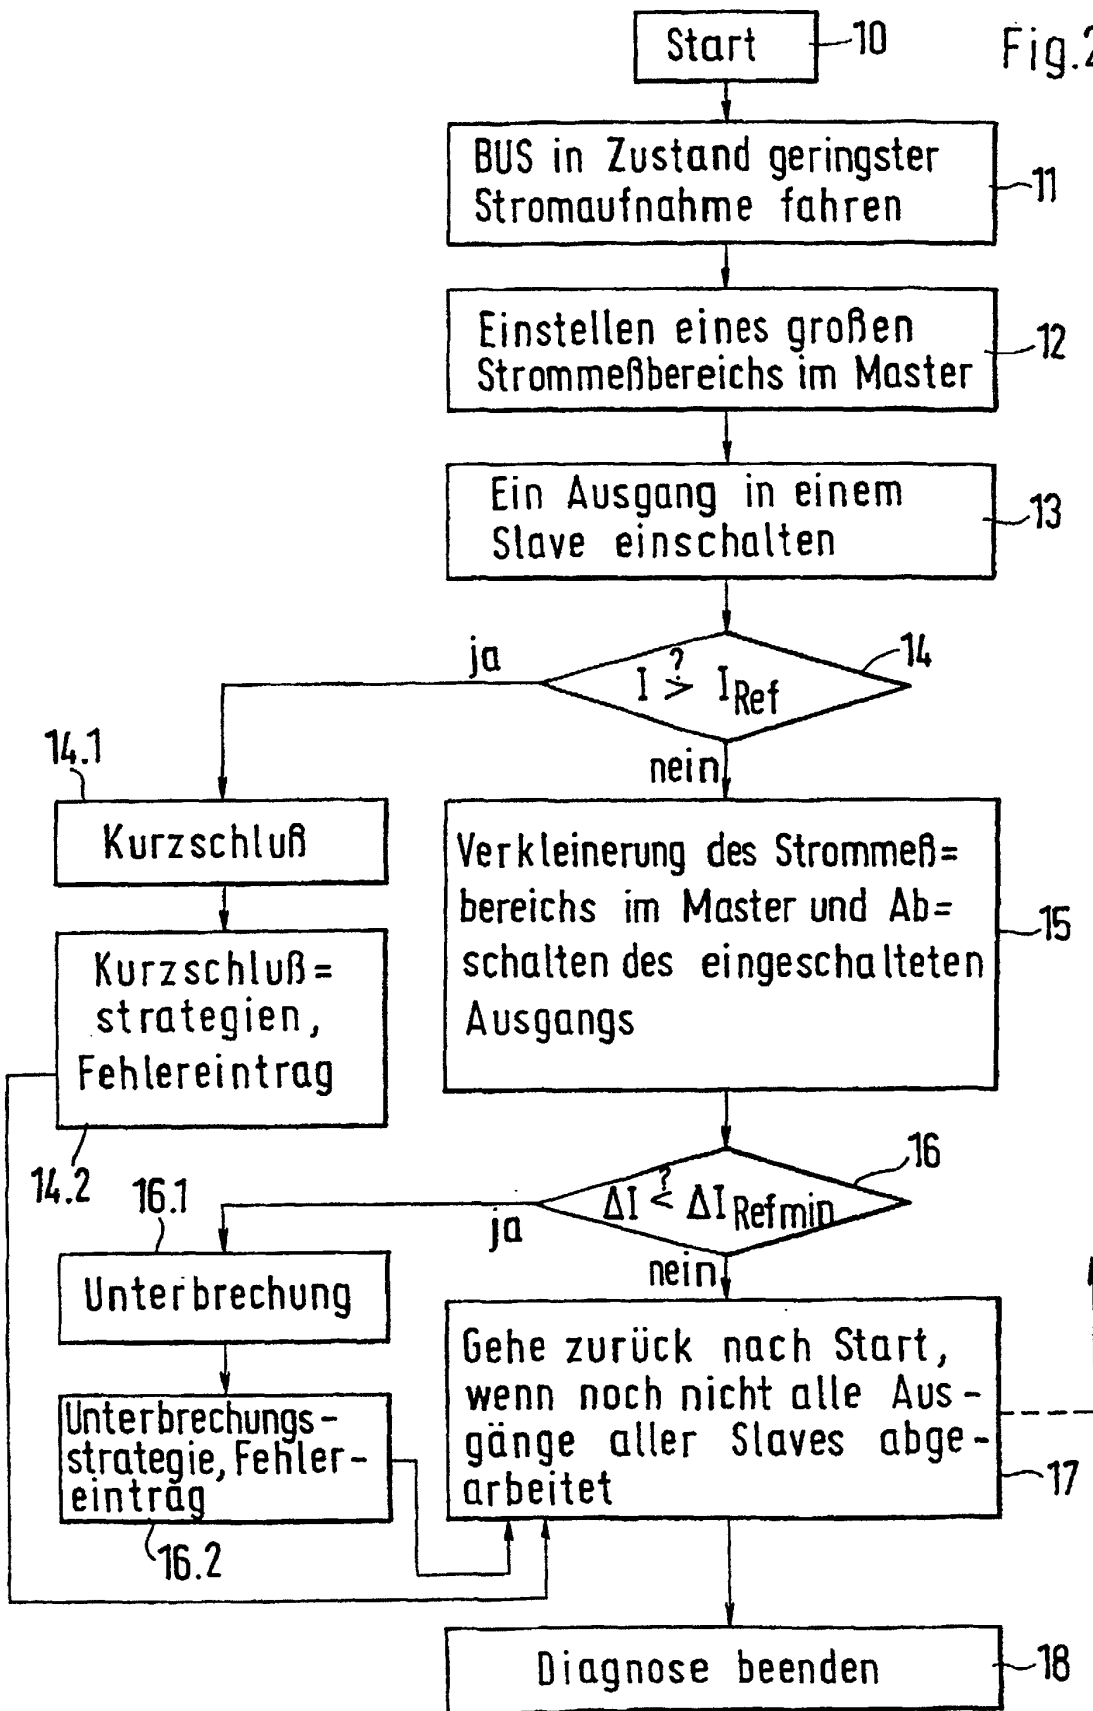 Start
10
Fig.2
BUS in Zustand geringster
Stromaufnahme fahren
11
Einstellen eines großen
Strommeßbereichs im Master
12
Ein Ausgang in einem
Slave einschalten
13
ja
I >? I Ref
14
nein
14.1
Kurzschluß
Kurzschluß=
strategien,
Fehlereintrag
14.2
Verkleinerung des Strommeß=
bereichs im Master und Ab=
schalten des eingeschalteten
Ausgangs
15
ΔI <? ΔI Refmin
16
ja
nein
16.1
Unterbrechung
Unterbrechungs-
strategie, Fehler-
eintrag
16.2
Gehe zurück nach Start,
wenn noch nicht alle Aus-
gänge aller Slaves abge-
arbeitet
17
Diagnose beenden
18